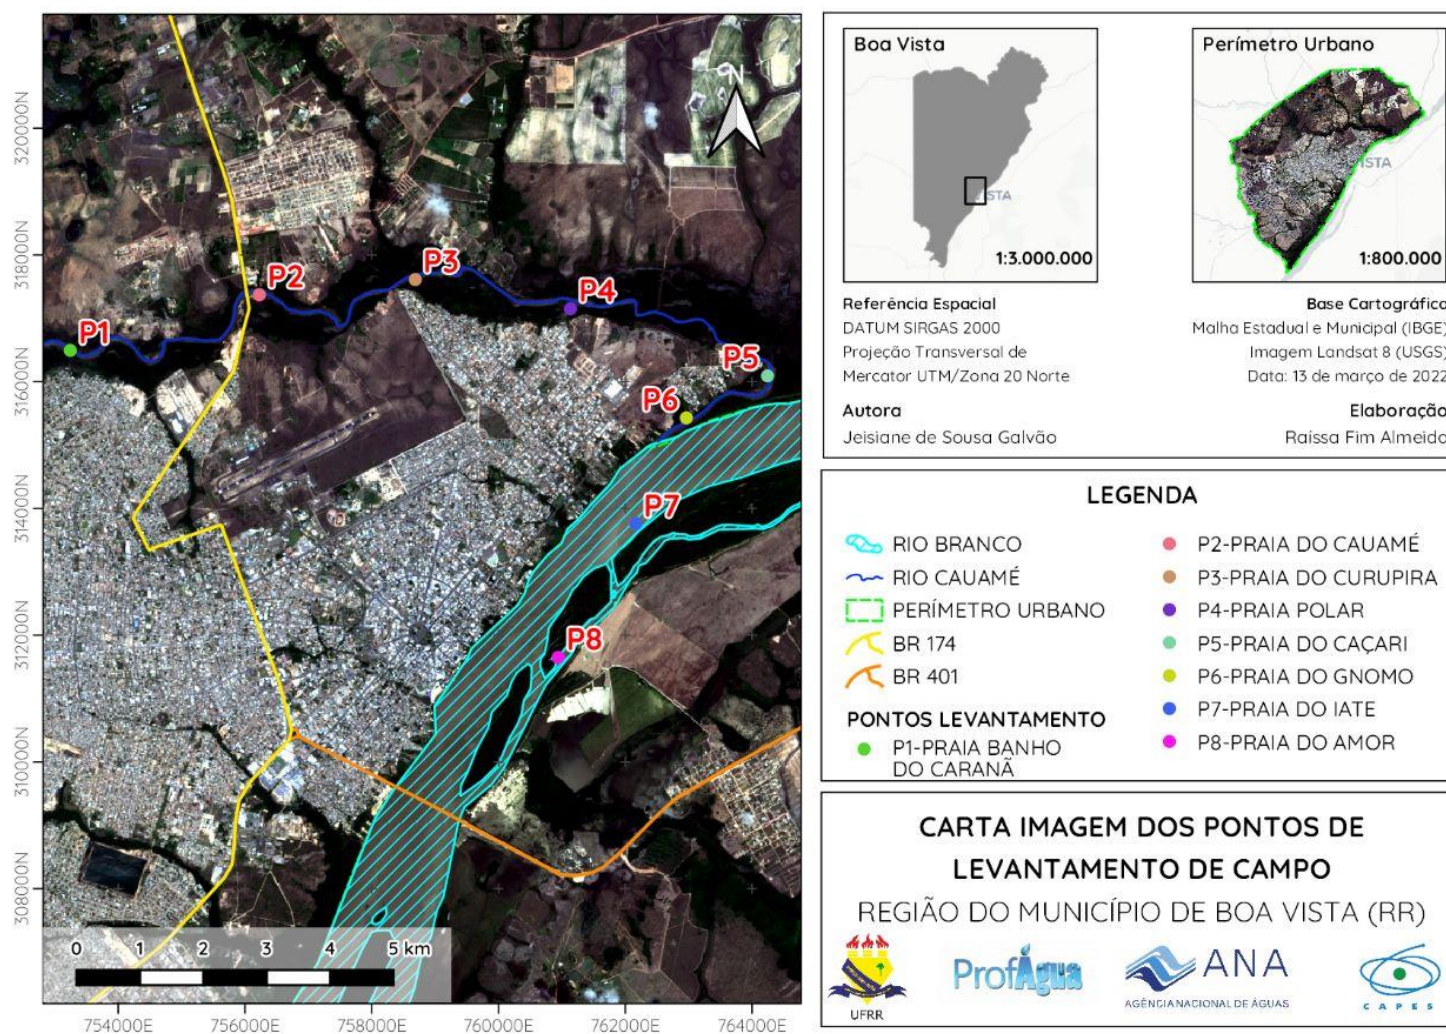 N
P1
P2
P3
P4
P5
P6
P7
P8
320000N
318000N
316000N
314000N
312000N
310000N
308000N
0 1 2 3 4 5 km
754000E 756000E 758000E 760000E 762000E 764000E
Boa Vista
STA
1:3.000.000
Perímetro Urbano
ISTA
1:800.000
Referência Espacial
DATUM SIRGAS 2000
Projeção Transversal de
Mercator UTM/Zona 20 Norte
Autora
Jeisiane de Sousa Galvão
Base Cartográfica
Malha Estadual e Municipal (IBGE)
Imagem Landsat 8 (USGS)
Data: 13 de março de 2022
Elaboração
Raissa Fim Almeida
LEGENDA
RIO BRANCO
RIO CAUAMÉ
PERÍMETRO URBANO
BR 174
BR 401
PONTOS LEVANTAMENTO
P1-PRAIA BANHO
DO CARANÃ
P2-PRAIA DO CAUAMÉ
P3-PRAIA DO CURUPIRA
P4-PRAIA POLAR
P5-PRAIA DO CAÇARI
P6-PRAIA DO GNOMO
P7-PRAIA DO IATE
P8-PRAIA DO AMOR
CARTA IMAGEM DOS PONTOS DE
LEVANTAMENTO DE CAMPO
REGIÃO DO MUNICÍPIO DE BOA VISTA (RR)
UFRR
ProfÁgua
ANA
AGÊNCIA NACIONAL DE ÁGUAS
CAPES